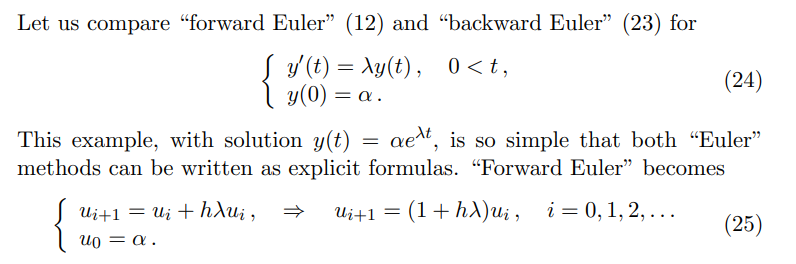 Let us compare “forward Euler” (12) and “backward Euler” (23) for
{ y′(t) = λy(t) ,   0 < t ,
y(0) = α .   (24)
This example, with solution y(t) = αe^{λt}, is so simple that both “Euler”
methods can be written as explicit formulas. “Forward Euler” becomes
{ u_{i+1} = u_i + hλu_i ,   ⇒   u_{i+1} = (1 + hλ)u_i ,   i = 0, 1, 2, . . .
u_0 = α .   (25)